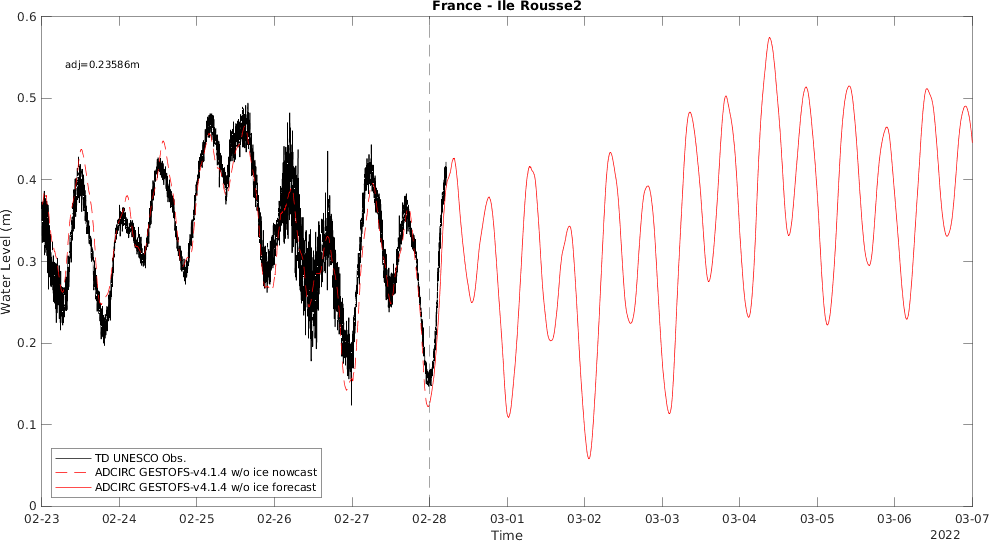 France - Ile Rousse2
adj=0.23586m
0.6
0.5
0.4
0.3
0.2
0.1
0
Water Level (m)
TD UNESCO Obs.
ADCIRC GESTOFS-v4.1.4 w/o ice nowcast
ADCIRC GESTOFS-v4.1.4 w/o ice forecast
02-23 02-24 02-25 02-26 02-27 02-28 03-01 03-02 03-03 03-04 03-05 03-06 03-07
Time
2022